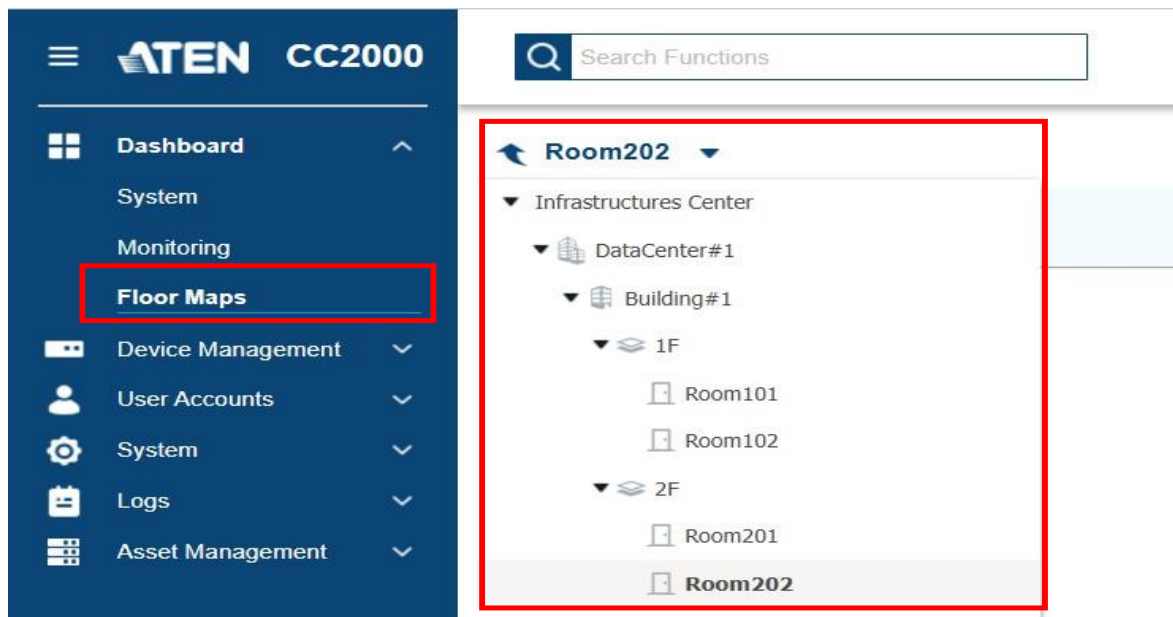 ATEN CC2000
Search Functions
Dashboard
System
Monitoring
Floor Maps
Device Management
User Accounts
System
Logs
Asset Management
Room202
Infrastructures Center
DataCenter#1
Building#1
1F
Room101
Room102
2F
Room201
Room202